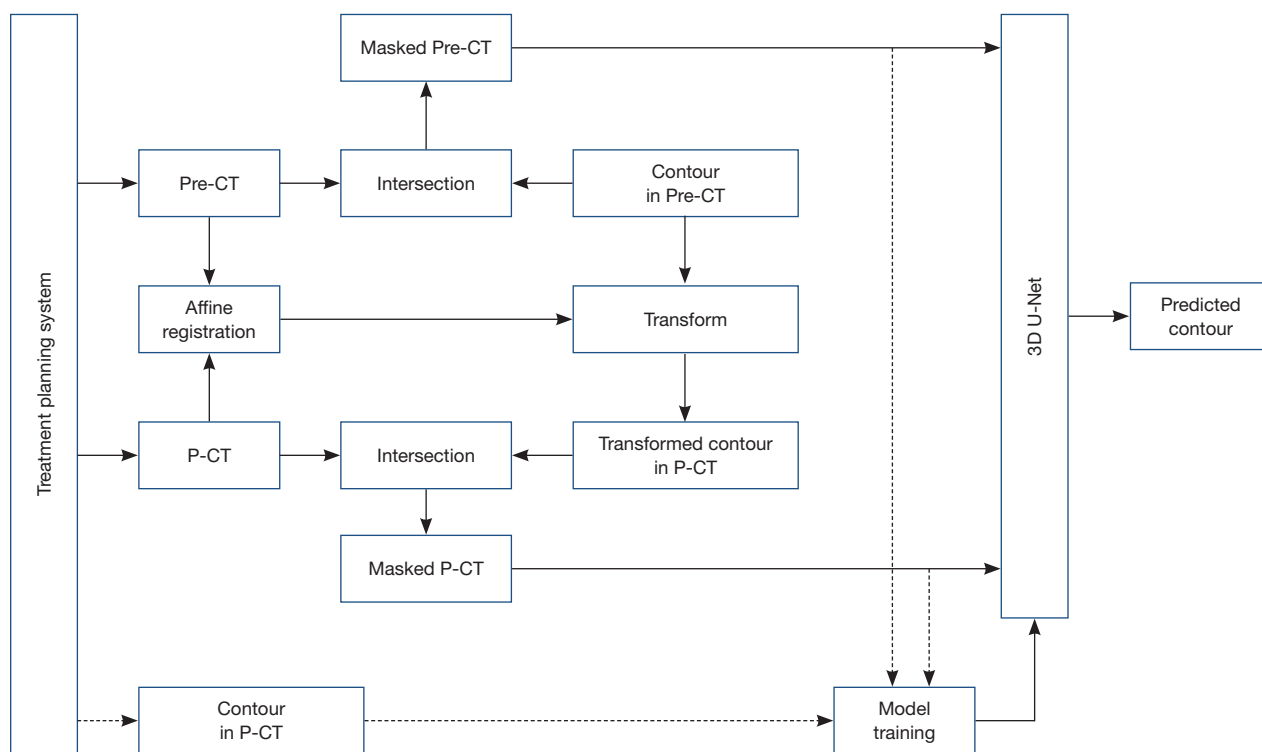 Masked Pre-CT
Pre-CT
Intersection
Contour
in Pre-CT
Treatment planning system
Affine
registration
Transform
3D U-Net
Predicted
contour
P-CT
Intersection
Transformed contour
in P-CT
Masked P-CT
Contour
in P-CT
Model
training